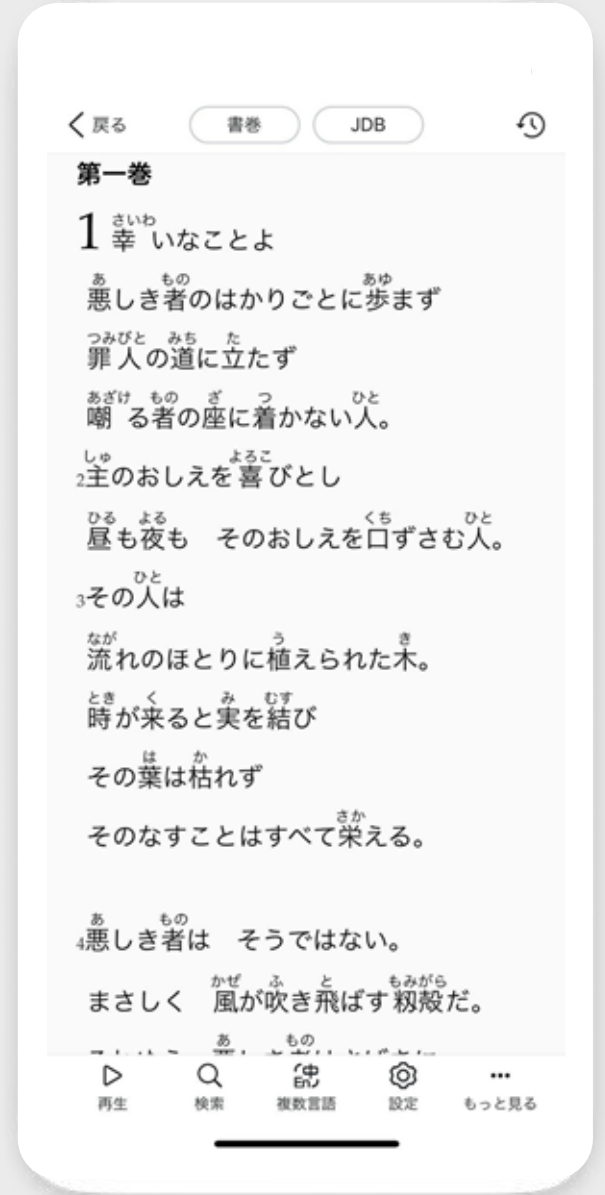 戻る 書巻 JDB
第一巻
1 幸いなことよ
悪しき者のはかりごとに歩まず
罪人の道に立たず
嘲る者の座に着かない人。
2主のおしえを喜びとし
昼も夜も　そのおしえを口ずさむ人。
3その人は
流れのほとりに植えられた木。
時が来ると実を結び
その葉は枯れず
そのなすことはすべて栄える。
4悪しき者は　そうではない。
まさしく　風が吹き飛ばす籾殻だ。
再生 検索 複数言語 設定 もっと見る